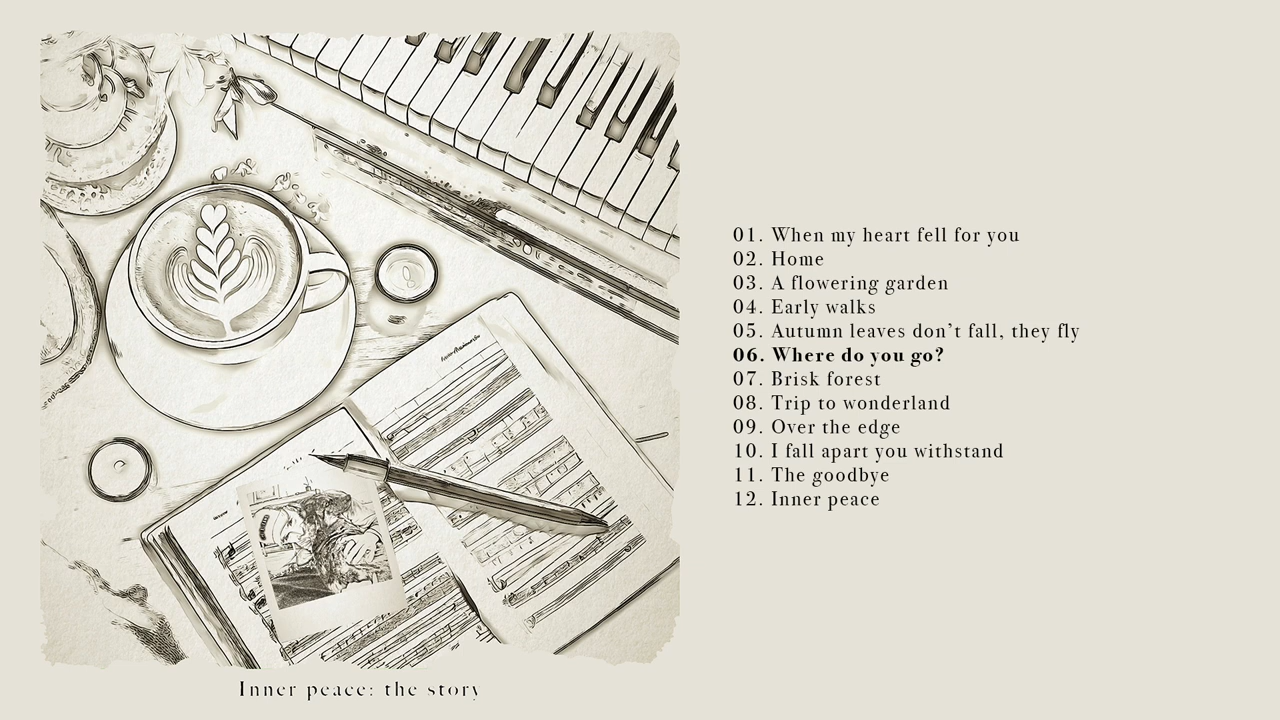 01. When my heart fell for you
02. Home
03. A flowering garden
04. Early walks
05. Autumn leaves don’t fall, they fly
06. Where do you go?
07. Brisk forest
08. Trip to wonderland
09. Over the edge
10. I fall apart you withstand
11. The goodbye
12. Inner peace
Inner peace: the story